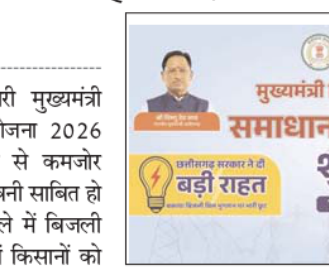 री मुख्यमंत्री
ोजना 2026
से कमजोर
वनी साबित हो
ले में बिजली
किसानों को
मुख्यमंत्री
समाधान
छत्तीसगढ़ सरकार ने दी
बड़ी राहत